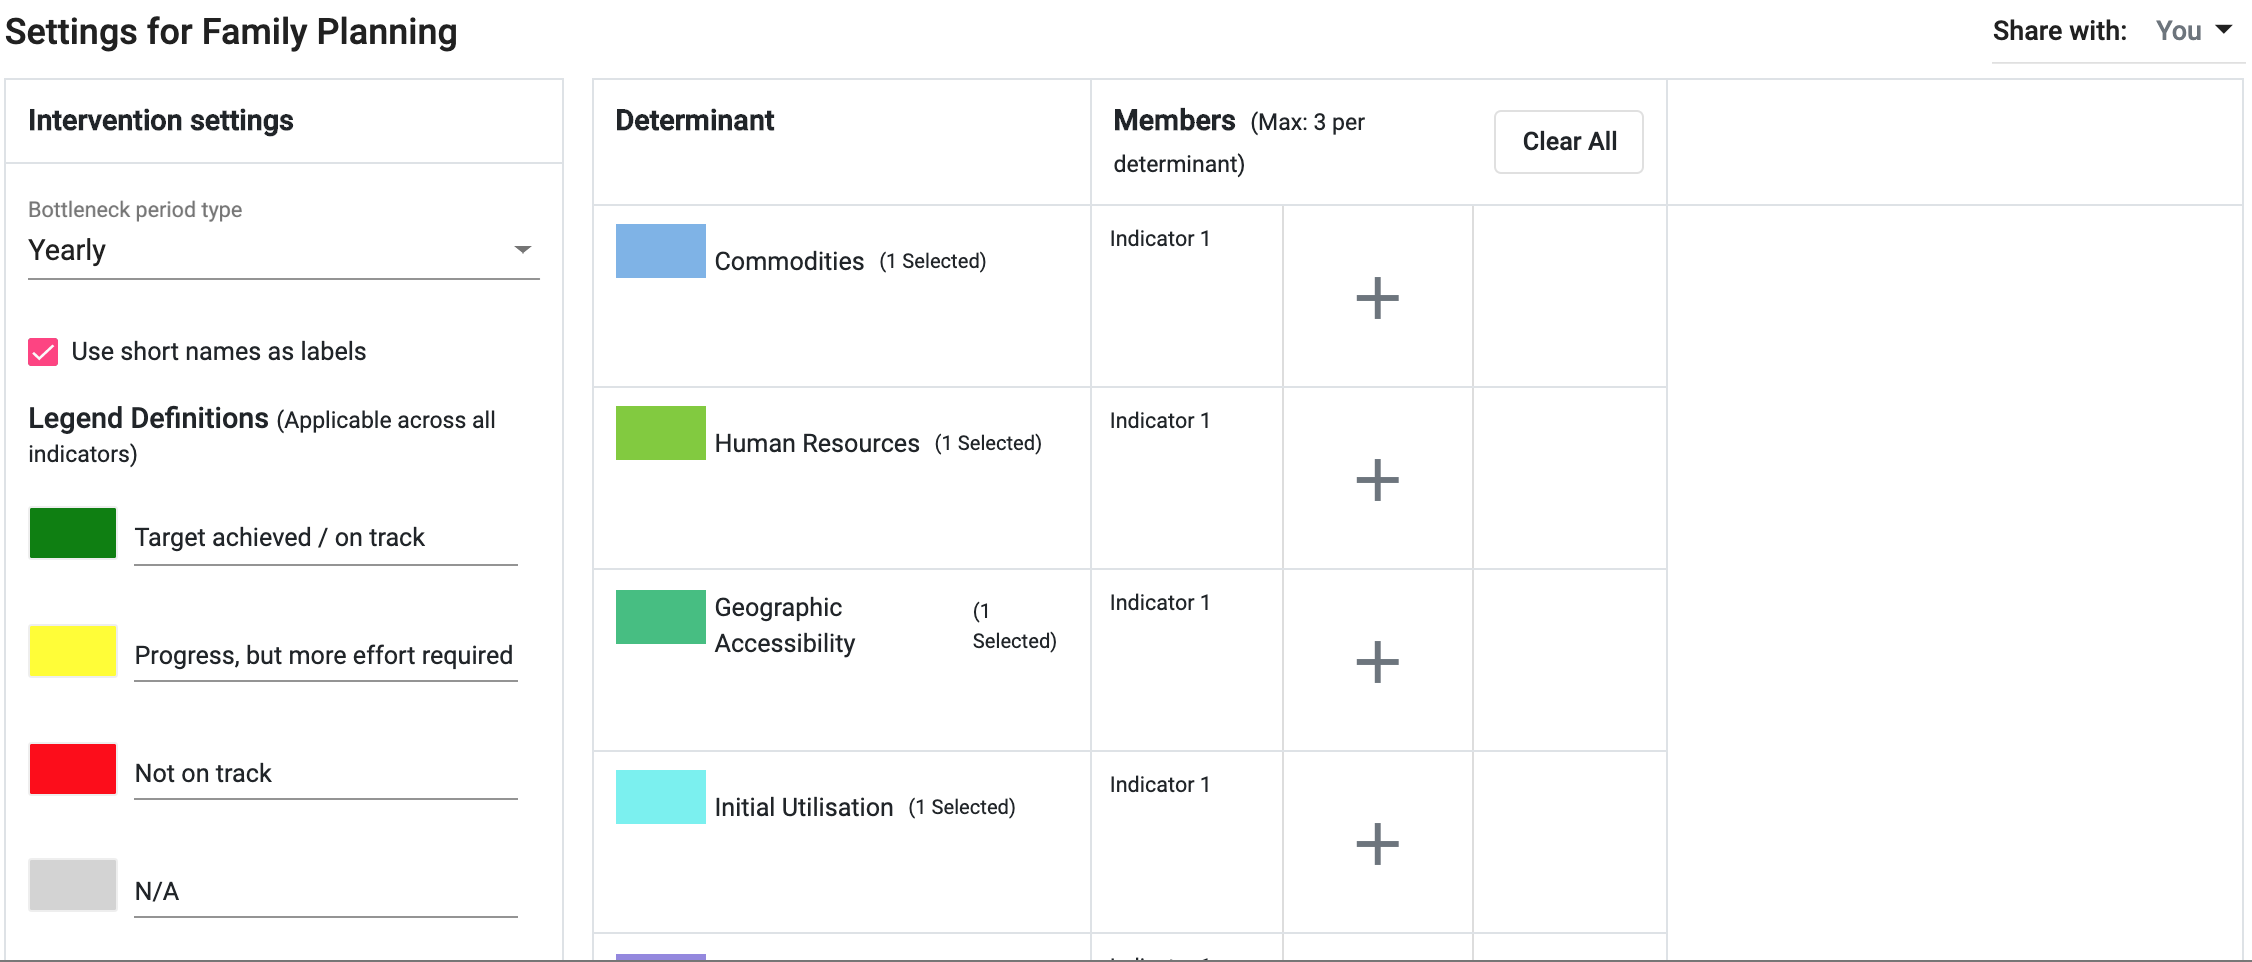 Settings for Family Planning
Share with: You
Intervention settings
Bottleneck period type
Yearly
Use short names as labels
Legend Definitions (Applicable across all
indicators)
Target achieved / on track
Progress, but more effort required
Not on track
N/A
Determinant
Members (Max: 3 per
determinant)
Clear All
Commodities (1 Selected)
Indicator 1
Human Resources (1 Selected)
Indicator 1
Geographic
Accessibility
(1
Selected)
Indicator 1
Initial Utilisation (1 Selected)
Indicator 1